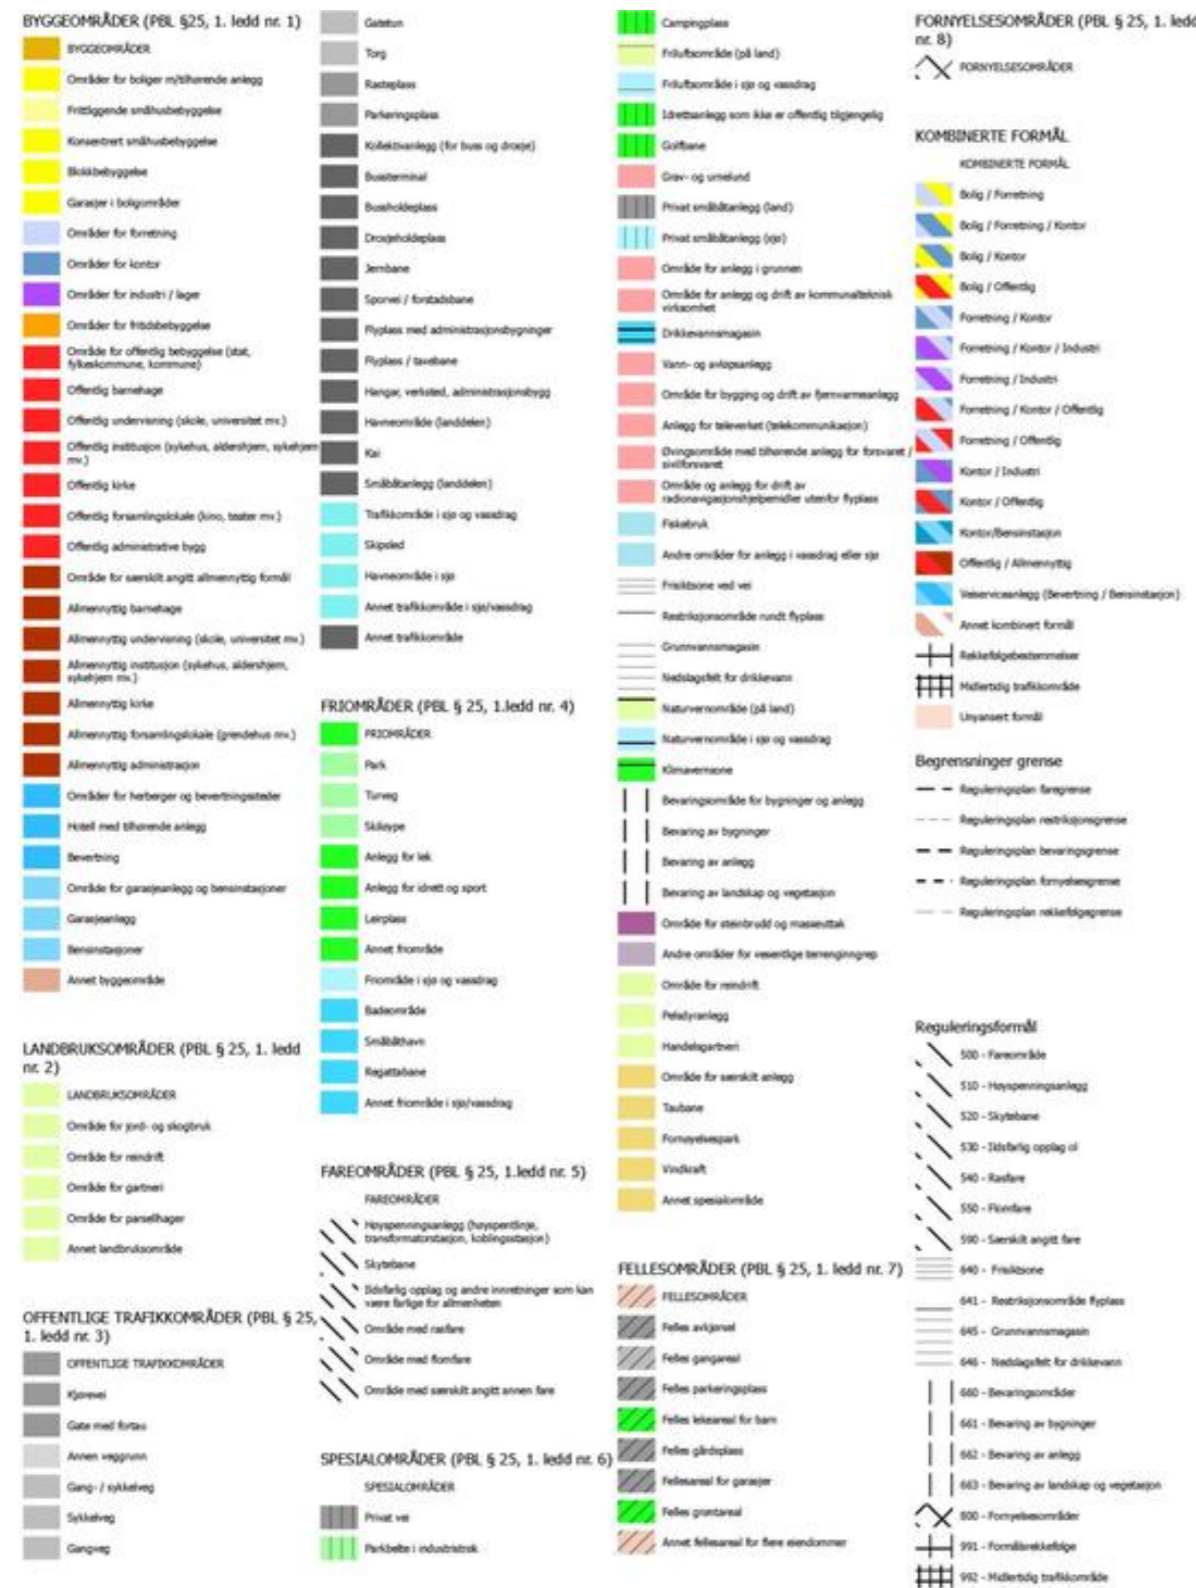 BYGGEOMRÅDER (PBL §25, 1. ledd nr. 1)
BYGGEOMRÅDER
Områder for boliger m/tilhørende anlegg
Frittliggende småhusbebyggelse
Konsentrert småhusbebyggelse
Blokkbebyggelse
Garasjer i boligområder
Områder for forretning
Områder for kontor
Områder for industri / lager
Områder for fritidsbebyggelse
Område for offentlig bebyggelse (stat,
fylkeskommune, kommune)
Offentlig barnehage
Offentlig undervisning (skole, universitet mv.)
Offentlig institusjon (sykehus, aldershjem, sykehjem
mv.)
Offentlig kirke
Offentlig forsamlingslokale (kino, teater mv.)
Offentlig administrative bygg
Område for særskilt angitt allmennyttig formål
Allmennyttig barnehage
Allmennyttig undervisning (skole, universitet mv.)
Allmennyttig institusjon (sykehus, aldershjem,
sykehjem mv.)
Allmennyttig kirke
Allmennyttig forsamlingslokale (grendehus mv.)
Allmennyttig administrasjon
Områder for herberger og bevertningssteder
Hotell med tilhørende anlegg
Bevertning
Område for garasjeanlegg og bensinstasjoner
Garasjeanlegg
Bensinstasjoner
Annet byggeområde
LANDBRUKSOMRÅDER (PBL § 25, 1. ledd
nr. 2)
LANDBRUKSOMRÅDER
Område for jord- og skogbruk
Område for reindrift
Område for gartneri
Område for parsellhager
Annet landbruksområde
OFFENTLIGE TRAFIKKOMRÅDER (PBL § 25,
1. ledd nr. 3)
OFFENTLIGE TRAFIKKOMRÅDER
Kjørevei
Gate med fortau
Annen veggrunn
Gang- / sykkelveg
Sykkelveg
Gangveg
Gatetun
Torg
Rasteplass
Parkeringsplass
Kollektivanlegg (for buss og drosje)
Bussterminal
Bussholdeplass
Drosjeholdeplass
Jernbane
Sporvei / forstadsbane
Flyplass med administrasjonsbygninger
Flyplass / taxebane
Hangar, verksted, administrasjonsbygg
Havneområde (landdelen)
Kai
Småbåtanlegg (landdelen)
Trafikkområde i sjø og vassdrag
Skipsled
Havneområde i sjø
Annet trafikkområde i sjø/vassdrag
Annet trafikkområde
FRIOMRÅDER (PBL § 25, 1.ledd nr. 4)
FRIOMRÅDER
Park
Turveg
Skiløype
Anlegg for lek
Anlegg for idrett og sport
Leirplass
Annet friområde
Friområde i sjø og vassdrag
Badeområde
Småbåthavn
Regattabane
Annet friområde i sjø/vassdrag
FAREOMRÅDER (PBL § 25, 1.ledd nr. 5)
FAREOMRÅDER
Høyspenningsanlegg (høyspentlinje,
transformatorstasjon, koblingsstasjon)
Skytebane
Ildsfarlig opplag og andre innretninger som kan
være farlige for allmenheten
Område med rasfare
Område med flomfare
Område med særskilt angitt annen fare
SPESIALOMRÅDER (PBL § 25, 1. ledd nr. 6)
SPESIALOMRÅDER
Privat vei
Parkbelte i industristrøk
Campingplass
Friluftsområde (på land)
Friluftsområde i sjø og vassdrag
Idrettsanlegg som ikke er offentlig tilgjengelig
Golfbane
Grav- og urnelund
Privat småbåtanlegg (land)
Privat småbåtanlegg (sjø)
Område for anlegg i grunnen
Område for anlegg og drift av kommunalteknisk
virksomhet
Drikkevannsmagasin
Vann- og avløpsanlegg
Område for bygging og drift av fjernvarmeanlegg
Anlegg for televerket (telekommunikasjon)
Øvingsområde med tilhørende anlegg for forsvaret /
sivilforsvaret
Område og anlegg for drift av
radionavigasjonshjelpemidler utenfor flyplass
Fiskebruk
Andre områder for anlegg i vassdrag eller sjø
Frisiktsone ved vei
Restriksjonsområde rundt flyplass
Grunnvannsmagasin
Nedslagsfelt for drikkevann
Naturvernområde (på land)
Naturvernområde i sjø og vassdrag
Klimavernsone
Bevaringsområde for bygninger og anlegg
Bevaring av bygninger
Bevaring av anlegg
Bevaring av landskap og vegetasjon
Område for steinbrudd og masseuttak
Andre områder for vesentlige terrenginngrep
Område for reindrift
Pelsdyranlegg
Handelsgartneri
Område for særskilt anlegg
Taubane
Fornøyelsespark
Vindkraft
Annet spesialområde
FELLESOMRÅDER (PBL § 25, 1. ledd nr. 7)
FELLESOMRÅDER
Felles avkjørsel
Felles gangareal
Felles parkeringsplass
Felles lekeareal for barn
Felles gårdsplass
Fellesareal for garasjer
Felles grøntareal
Annet fellesareal for flere eiendommer
FORNYELSESOMRÅDER (PBL § 25, 1. ledd
nr. 8)
FORNYELSESOMRÅDER
KOMBINERTE FORMÅL
KOMBINERTE FORMÅL
Bolig / Forretning
Bolig / Forretning / Kontor
Bolig / Kontor
Bolig / Offentlig
Forretning / Kontor
Forretning / Kontor / Industri
Forretning / Industri
Forretning / Kontor / Offentlig
Forretning / Offentlig
Kontor / Industri
Kontor / Offentlig
Kontor/Bensinstasjon
Offentlig / Allmennyttig
Veiserviceanlegg (Bevertning / Bensinstasjon)
Annet kombinert formål
Rekkefølgebestemmelser
Midlertidig trafikkområde
Unyansert formål
Begrensninger grense
Reguleringsplan faregrense
Reguleringsplan restriksjonsgrense
Reguleringsplan bevaringsgrense
Reguleringsplan fornyelsesgrense
Reguleringsplan rekkefølgegrense
Reguleringsformål
500 - Fareområde
510 - Høyspenningsanlegg
520 - Skytebane
530 - Ildsfarlig opplag ol
540 - Rasfare
550 - Flomfare
590 - Særskilt angitt fare
640 - Frisiktsone
641 - Restriksjonsområde flyplass
645 - Grunnvannsmagasin
646 - Nedslagsfelt for drikkevann
660 - Bevaringsområder
661 - Bevaring av bygninger
662 - Bevaring av anlegg
663 - Bevaring av landskap og vegetasjon
800 - Fornyelsesområder
991 - Formålsrekkefølge
992 - Midlertidig trafikkområde